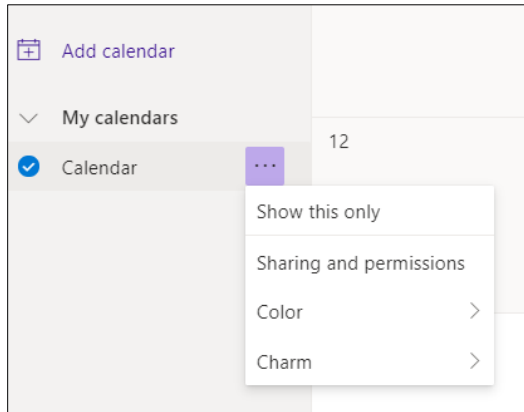 Add calendar
My calendars
Calendar
12
Show this only
Sharing and permissions
Color
Charm